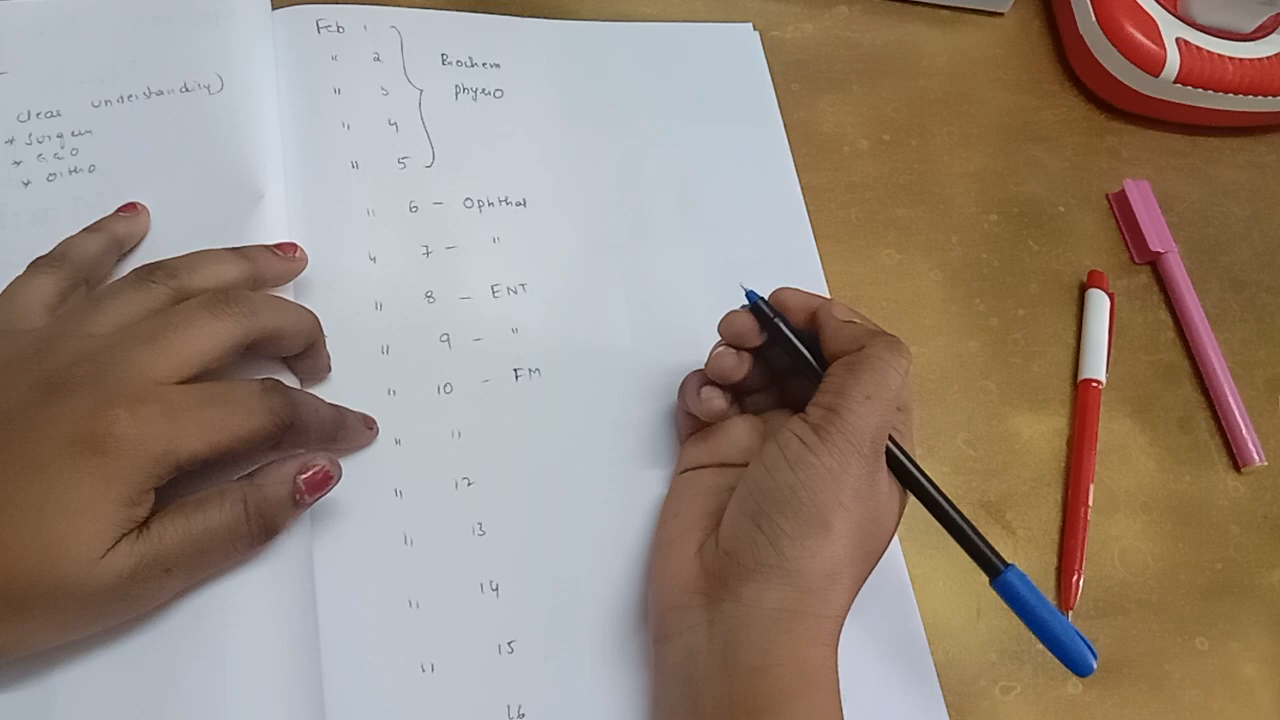 clear understanding)
* Surgery
* O&G
* Ortho
Feb 1
" 2 Biochem
" 3 physio
" 4
" 5
" 6 - Ophthal
" 7 - "
" 8 - ENT
" 9 - "
" 10 - FM
" 11
" 12
" 13
" 14
" 15
16